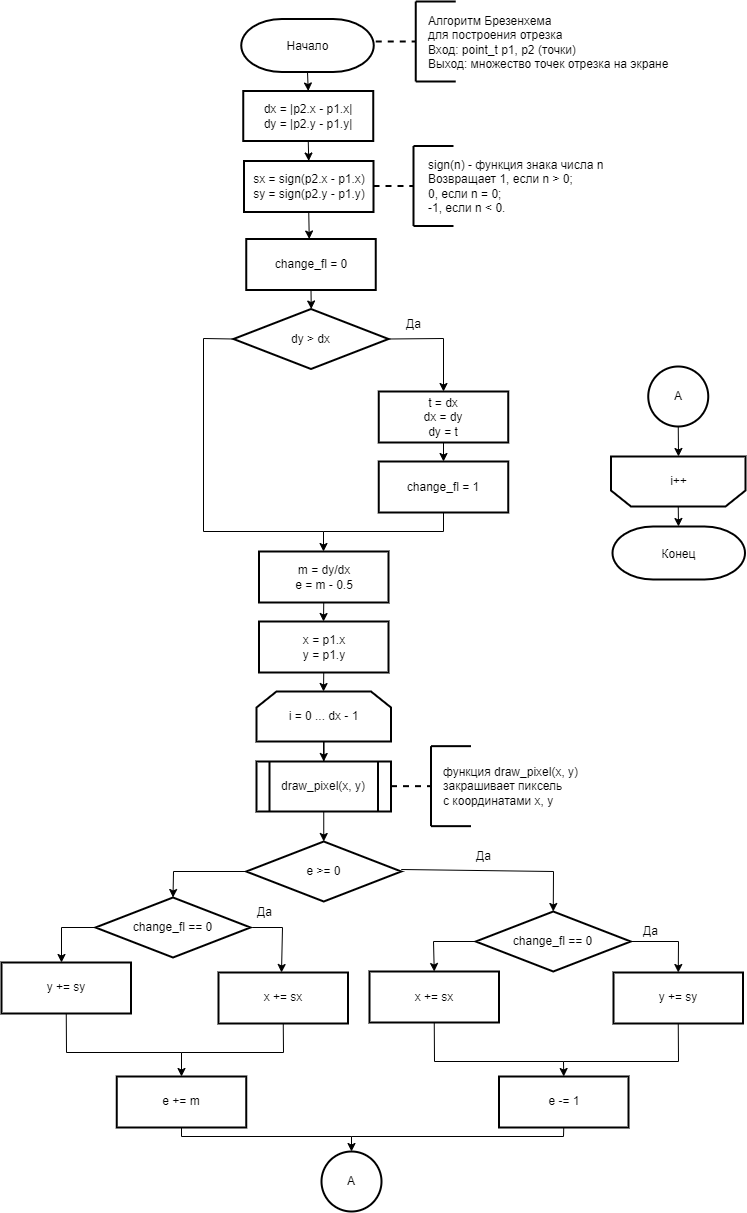 Начало
Алгоритм Брезенхема
для построения отрезка
Вход: point_t p1, p2 (точки)
Выход: множество точек отрезка на экране
dx = |p2.x - p1.x|
dy = |p2.y - p1.y|
sx = sign(p2.x - p1.x)
sy = sign(p2.y - p1.y)
sign(n) - функция знака числа n
Возвращает 1, если n > 0;
0, если n = 0;
-1, если n < 0.
change_fl = 0
dy > dx
Да
t = dx
dx = dy
dy = t
change_fl = 1
m = dy/dx
e = m - 0.5
x = p1.x
y = p1.y
i = 0 ... dx - 1
draw_pixel(x, y)
функция draw_pixel(x, y)
закрашивает пиксель
с координатами x, y
e >= 0
Да
change_fl == 0
Да
change_fl == 0
Да
y += sy
x += sx
x += sx
y += sy
e += m
e -= 1
A
A
i++
Конец